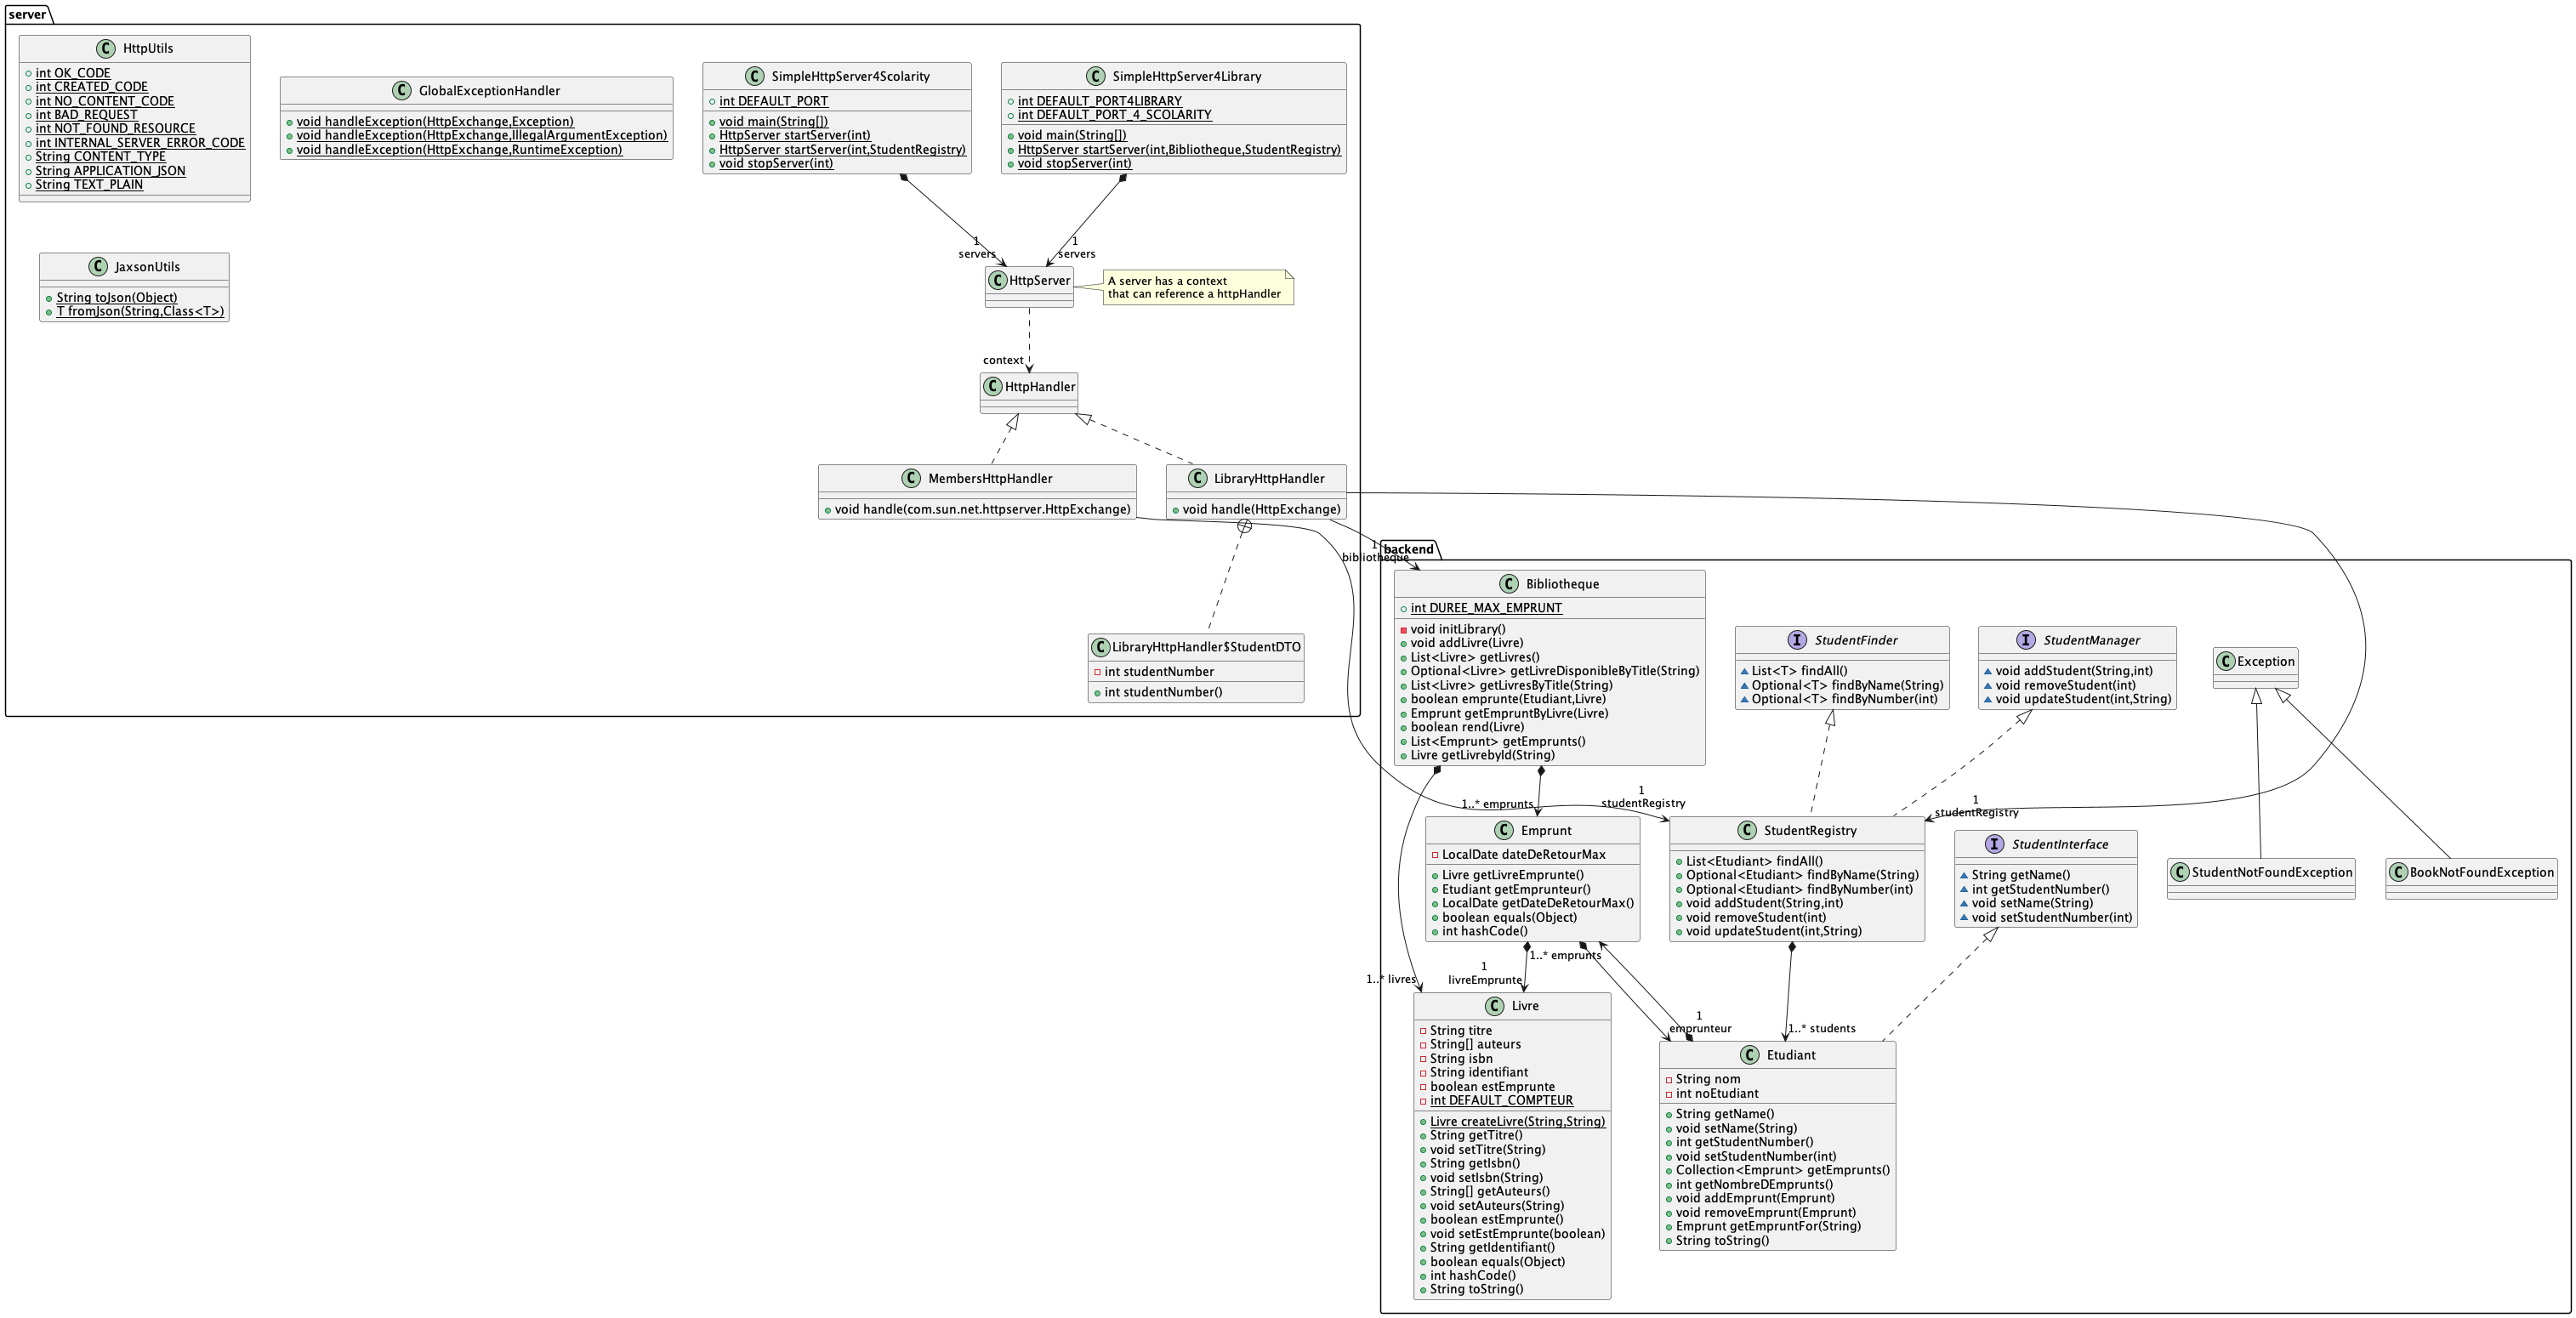 server
HttpUtils
int OK_CODE
int CREATED_CODE
int NO_CONTENT_CODE
int BAD_REQUEST
int NOT_FOUND_RESOURCE
int INTERNAL_SERVER_ERROR_CODE
String CONTENT_TYPE
String APPLICATION_JSON
String TEXT_PLAIN
GlobalExceptionHandler
void handleException(HttpExchange,Exception)
void handleException(HttpExchange,IllegalArgumentException)
void handleException(HttpExchange,RuntimeException)
SimpleHttpServer4Scolarity
int DEFAULT_PORT
void main(String[])
HttpServer startServer(int)
HttpServer startServer(int,StudentRegistry)
void stopServer(int)
SimpleHttpServer4Library
int DEFAULT_PORT4LIBRARY
int DEFAULT_PORT_4_SCOLARITY
void main(String[])
HttpServer startServer(int,Bibliotheque,StudentRegistry)
void stopServer(int)
JaxsonUtils
String toJson(Object)
T fromJson(String,Class<T>)
1
servers
1
servers
HttpServer
A server has a context
that can reference a httpHandler
context
HttpHandler
MembersHttpHandler
void handle(com.sun.net.httpserver.HttpExchange)
LibraryHttpHandler
void handle(HttpExchange)
LibraryHttpHandler$StudentDTO
int studentNumber
int studentNumber()
1
bibliotheque
backend
Bibliotheque
int DUREE_MAX_EMPRUNT
void initLibrary()
void addLivre(Livre)
List<Livre> getLivres()
Optional<Livre> getLivreDisponibleByTitle(String)
List<Livre> getLivresByTitle(String)
boolean emprunte(Etudiant,Livre)
Emprunt getEmpruntByLivre(Livre)
boolean rend(Livre)
List<Emprunt> getEmprunts()
Livre getLivrebyId(String)
StudentFinder
List<T> findAll()
Optional<T> findByName(String)
Optional<T> findByNumber(int)
StudentManager
void addStudent(String,int)
void removeStudent(int)
void updateStudent(int,String)
Exception
1..* emprunts
1
studentRegistry
1
studentRegistry
Emprunt
LocalDate dateDeRetourMax
Livre getLivreEmprunte()
Etudiant getEmprunteur()
LocalDate getDateDeRetourMax()
boolean equals(Object)
int hashCode()
StudentRegistry
List<Etudiant> findAll()
Optional<Etudiant> findByName(String)
Optional<Etudiant> findByNumber(int)
void addStudent(String,int)
void removeStudent(int)
void updateStudent(int,String)
StudentInterface
String getName()
int getStudentNumber()
void setName(String)
void setStudentNumber(int)
StudentNotFoundException
BookNotFoundException
1..* livres
1
livreEmprunte
1..* emprunts
1
emprunteur
1..* students
Livre
String titre
String[] auteurs
String isbn
String identifiant
boolean estEmprunte
int DEFAULT_COMPTEUR
Livre createLivre(String,String)
String getTitre()
void setTitre(String)
String getIsbn()
void setIsbn(String)
String[] getAuteurs()
void setAuteurs(String)
boolean estEmprunte()
void setEstEmprunte(boolean)
String getIdentifiant()
boolean equals(Object)
int hashCode()
String toString()
Etudiant
String nom
int noEtudiant
String getName()
void setName(String)
int getStudentNumber()
void setStudentNumber(int)
Collection<Emprunt> getEmprunts()
int getNombreDEmprunts()
void addEmprunt(Emprunt)
void removeEmprunt(Emprunt)
Emprunt getEmpruntFor(String)
String toString()